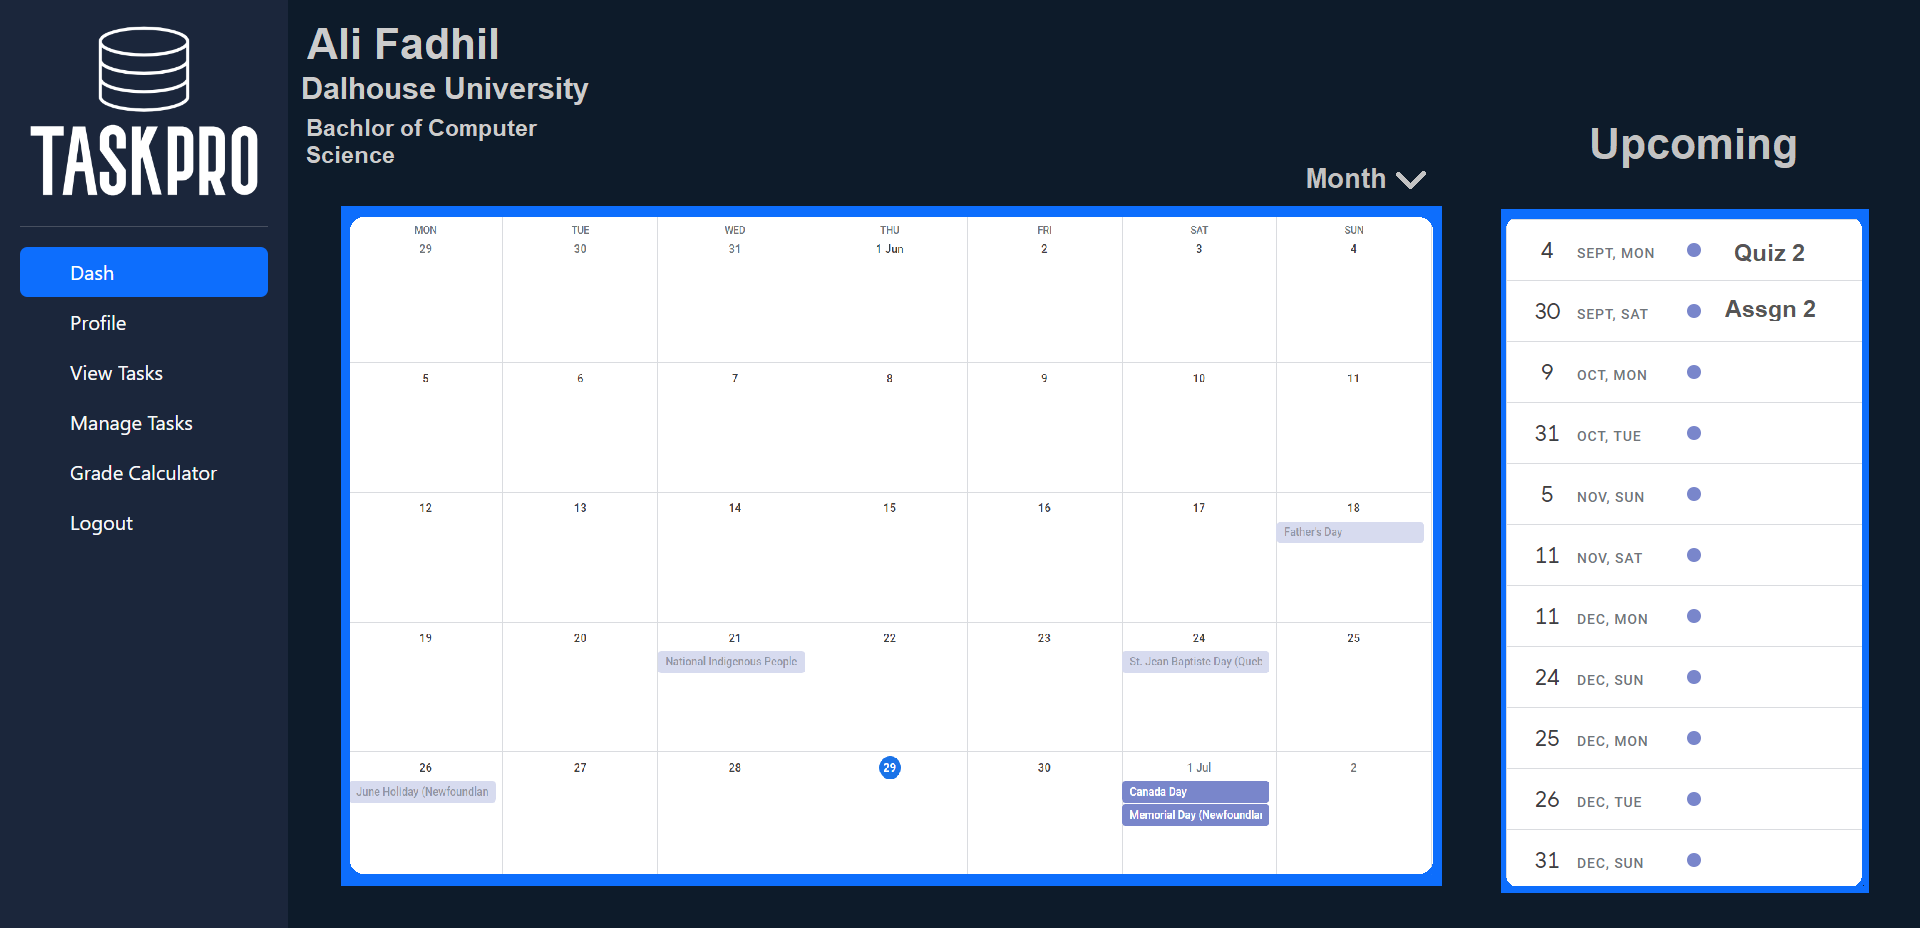 TASKPRO
Dash
Profile
View Tasks
Manage Tasks
Grade Calculator
Logout
Ali Fadhil
Dalhouse University
Bachlor of Computer
Science
Month
MON TUE WED THU FRI SAT SUN
29 30 31 1 Jun 2 3 4
5 6 7 8 9 10 11
12 13 14 15 16 17 18
Father's Day
19 20 21 22 23 24 25
National Indigenous People St. Jean Baptiste Day (Queb
26 27 28 29 30 1 Jul 2
June Holiday (Newfoundlan Canada Day
Memorial Day (Newfoundlan
Upcoming
4 SEPT, MON Quiz 2
30 SEPT, SAT Assgn 2
9 OCT, MON
31 OCT, TUE
5 NOV, SUN
11 NOV, SAT
11 DEC, MON
24 DEC, SUN
25 DEC, MON
26 DEC, TUE
31 DEC, SUN